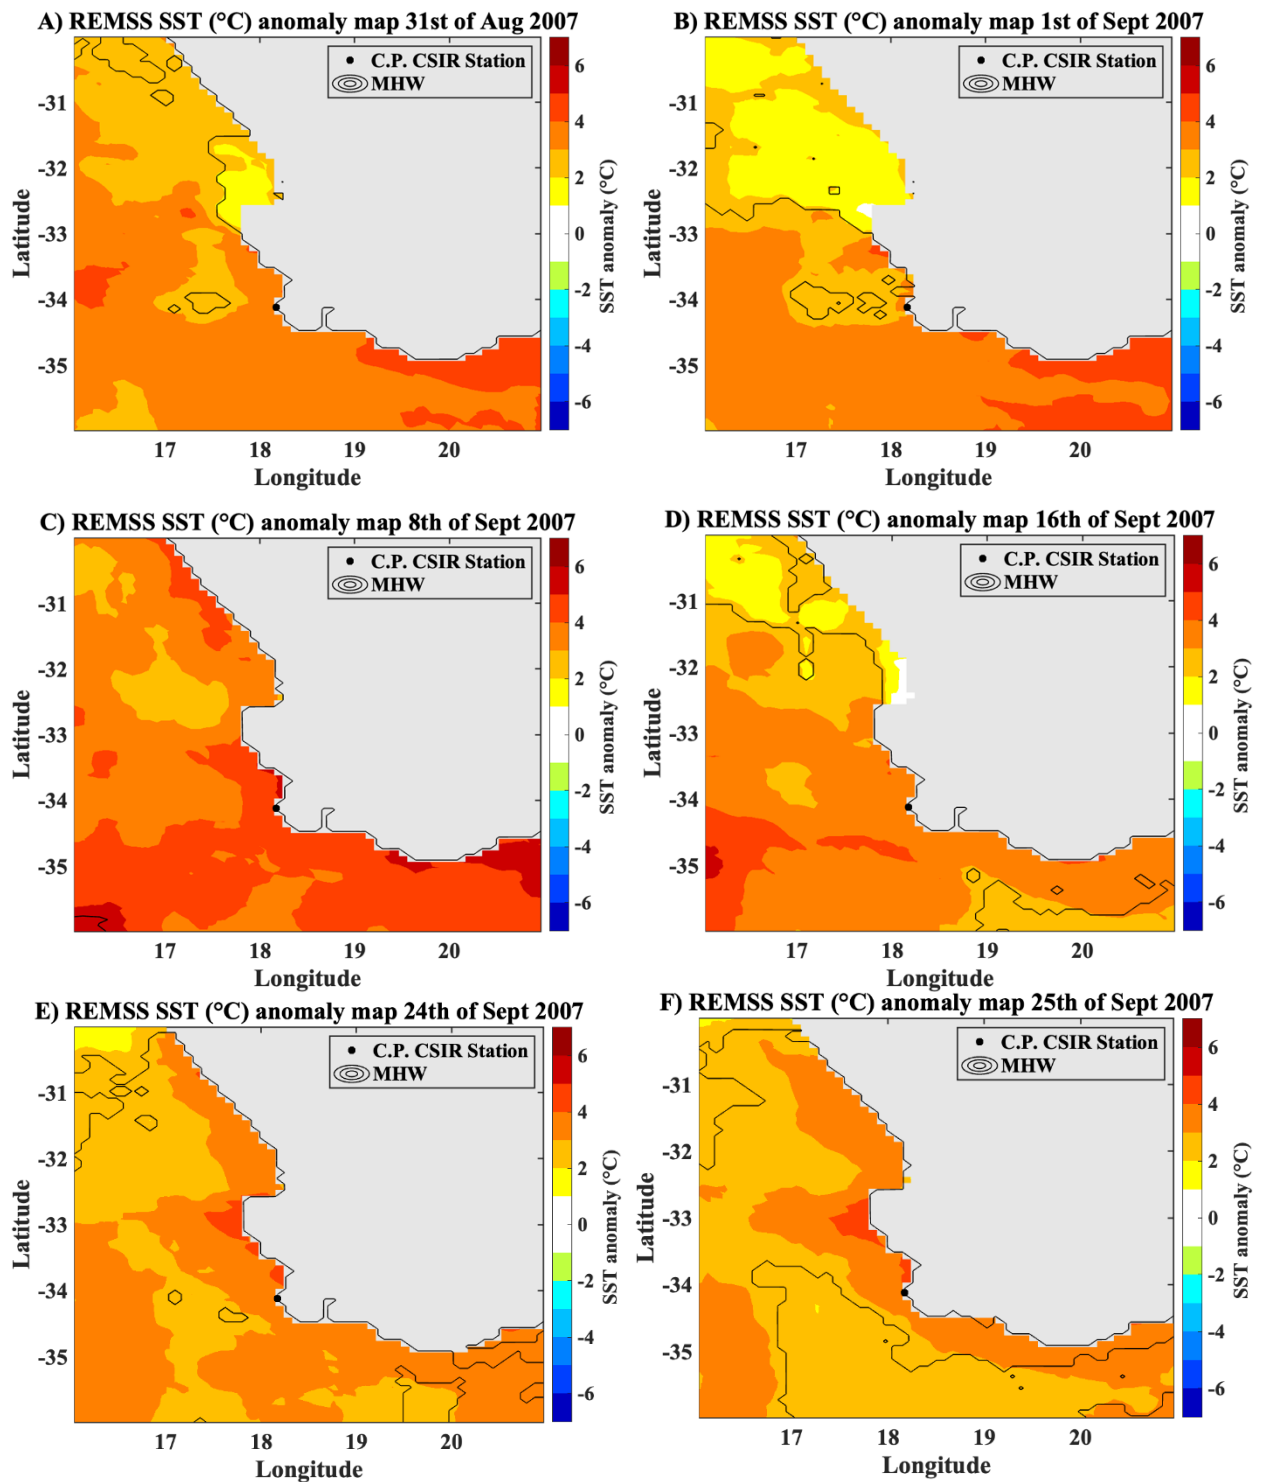 A) REMSS SST (°C) anomaly map 31st of Aug 2007
C.P. CSIR Station
MHW
-31
-32
-33
-34
-35
Latitude
17
18
19
20
Longitude
6
4
2
0
-2
-4
-6
SST anomaly (°C)
B) REMSS SST (°C) anomaly map 1st of Sept 2007
C.P. CSIR Station
MHW
-31
-32
-33
-34
-35
Latitude
17
18
19
20
Longitude
6
4
2
0
-2
-4
-6
SST anomaly (°C)
C) REMSS SST (°C) anomaly map 8th of Sept 2007
C.P. CSIR Station
MHW
-31
-32
-33
-34
-35
Latitude
17
18
19
20
Longitude
6
4
2
0
-2
-4
-6
SST anomaly (°C)
D) REMSS SST (°C) anomaly map 16th of Sept 2007
C.P. CSIR Station
MHW
-31
-32
-33
-34
-35
Latitude
17
18
19
20
Longitude
6
4
2
0
-2
-4
-6
SST anomaly (°C)
E) REMSS SST (°C) anomaly map 24th of Sept 2007
C.P. CSIR Station
MHW
-31
-32
-33
-34
-35
Latitude
17
18
19
20
Longitude
6
4
2
0
-2
-4
-6
SST anomaly (°C)
F) REMSS SST (°C) anomaly map 25th of Sept 2007
C.P. CSIR Station
MHW
-31
-32
-33
-34
-35
Latitude
17
18
19
20
Longitude
6
4
2
0
-2
-4
-6
SST anomaly (°C)